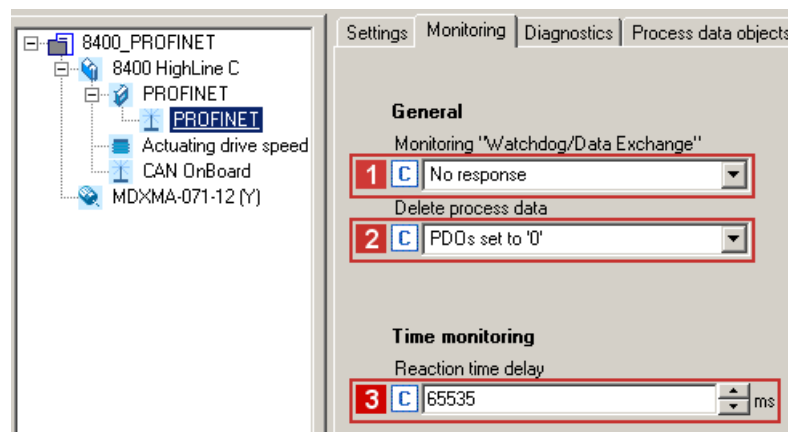 8400_PROFINET
8400 HighLine C
PROFINET
PROFINET
Actuating drive speed
CAN OnBoard
MDXMA-071-12 (Y)
Settings Monitoring Diagnostics Process data objects
General
Monitoring "Watchdog/Data Exchange"
1 C No response
Delete process data
2 C PDOs set to '0'
Time monitoring
Reaction time delay
3 C 65535 ms